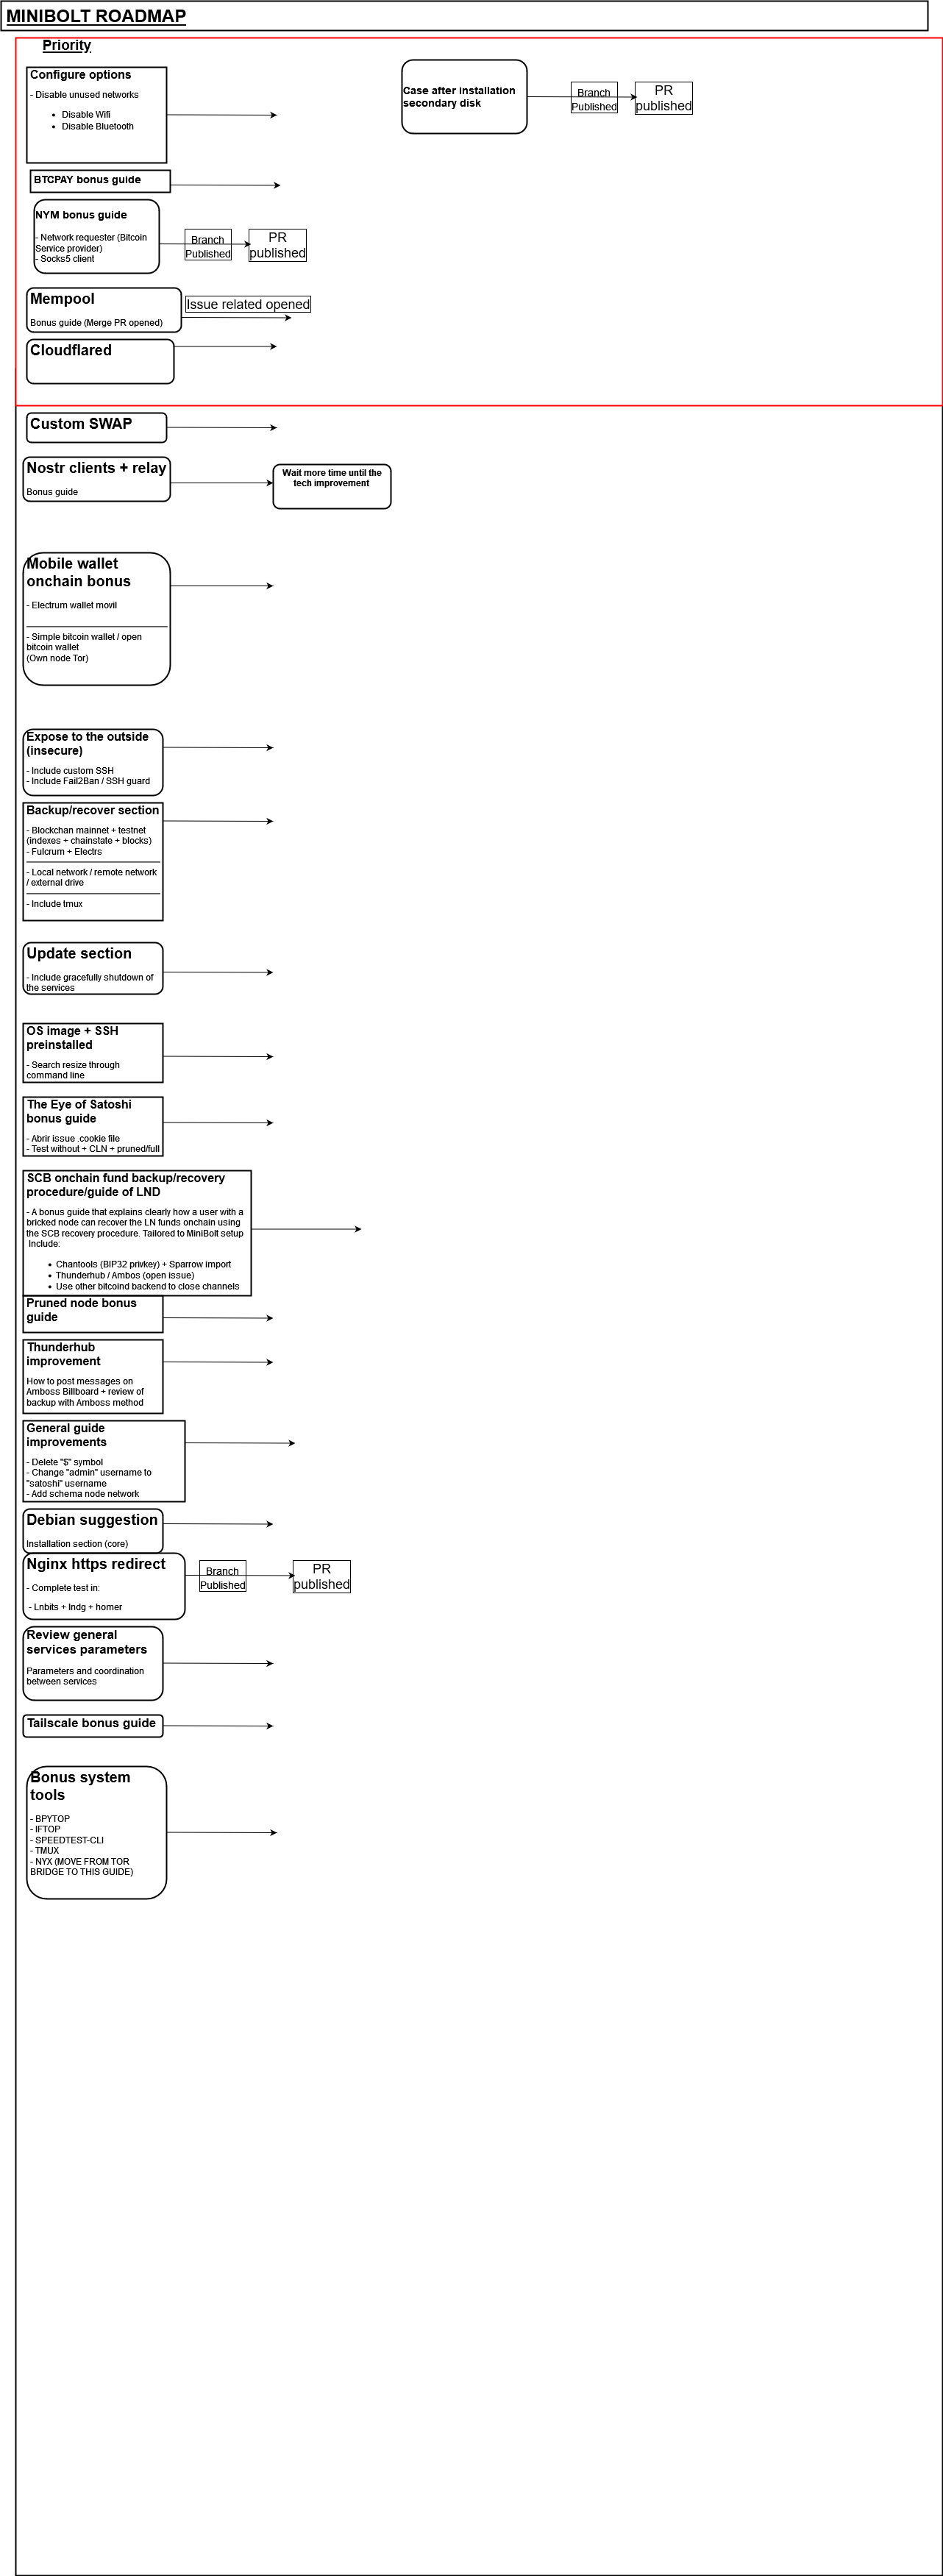 MINIBOLT ROADMAP
Priority
Configure options
- Disable unused networks
• Disable Wifi
• Disable Bluetooth
Case after installation
secondary disk
Branch
Published
PR
published
BTCPAY bonus guide
NYM bonus guide
- Network requester (Bitcoin
Service provider)
- Socks5 client
Branch
Published
PR
published
Mempool
Bonus guide (Merge PR opened)
Issue related opened
Cloudflared
Custom SWAP
Nostr clients + relay
Bonus guide
Wait more time until the
tech improvement
Mobile wallet
onchain bonus
- Electrum wallet movil
- Simple bitcoin wallet / open
bitcoin wallet
(Own node Tor)
Expose to the outside
(insecure)
- Include custom SSH
- Include Fail2Ban / SSH guard
Backup/recover section
- Blockchan mainnet + testnet
(indexes + chainstate + blocks)
- Fulcrum + Electrs
- Local network / remote network
/ external drive
- Include tmux
Update section
- Include gracefully shutdown of
the services
OS image + SSH
preinstalled
- Search resize through
command line
The Eye of Satoshi
bonus guide
- Abrir issue .cookie file
- Test without + CLN + pruned/full
SCB onchain fund backup/recovery
procedure/guide of LND
- A bonus guide that explains clearly how a user with a
bricked node can recover the LN funds onchain using
the SCB recovery procedure. Tailored to MiniBolt setup
Include:
• Chantools (BIP32 privkey) + Sparrow import
• Thunderhub / Ambos (open issue)
• Use other bitcoind backend to close channels
Pruned node bonus
guide
Thunderhub
improvement
How to post messages on
Amboss Billboard + review of
backup with Amboss method
General guide
improvements
- Delete "$" symbol
- Change "admin" username to
"satoshi" username
- Add schema node network
Debian suggestion
Installation section (core)
Nginx https redirect
- Complete test in:
- Lnbits + lndg + homer
Branch
Published
PR
published
Review general
services parameters
Parameters and coordination
between services
Tailscale bonus guide
Bonus system
tools
- BPYTOP
- IFTOP
- SPEEDTEST-CLI
- TMUX
- NYX (MOVE FROM TOR
BRIDGE TO THIS GUIDE)